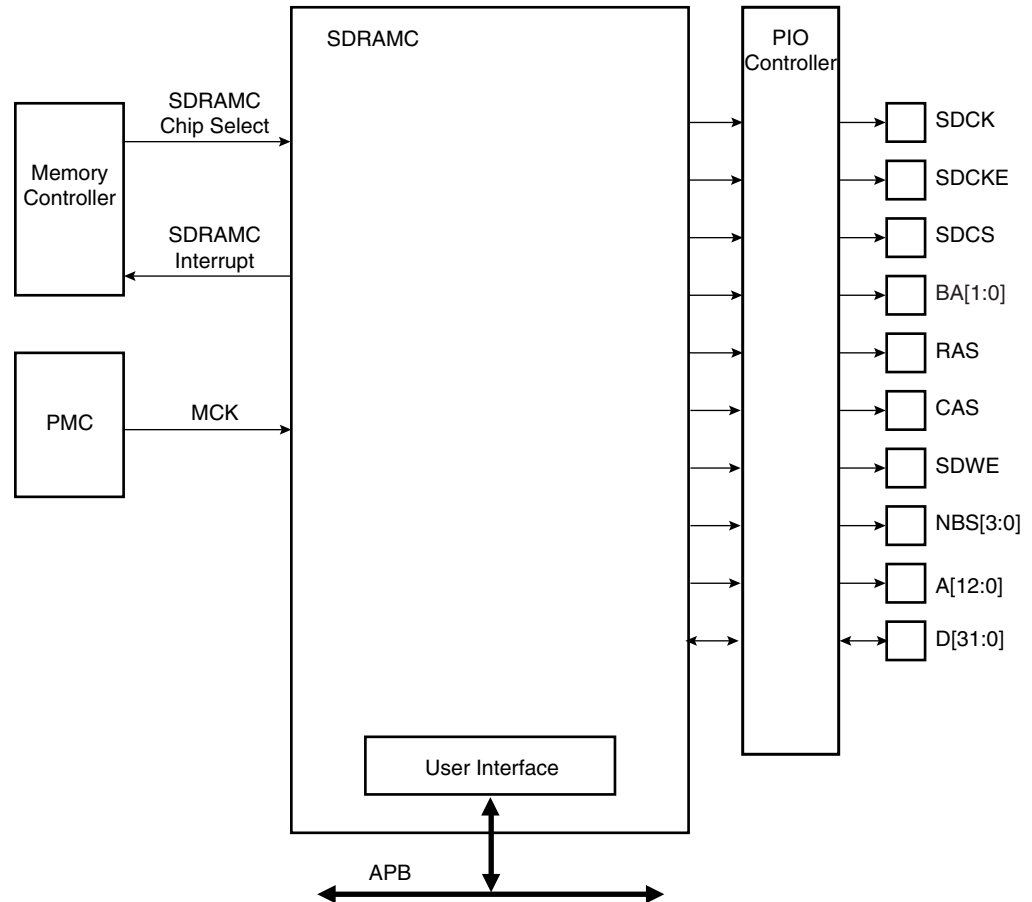 SDRAMC
PIO
Controller
SDRAMC
Chip Select
Memory
Controller
SDRAMC
Interrupt
PMC
MCK
SDCK
SDCKE
SDCS
BA[1:0]
RAS
CAS
SDWE
NBS[3:0]
A[12:0]
D[31:0]
User Interface
APB